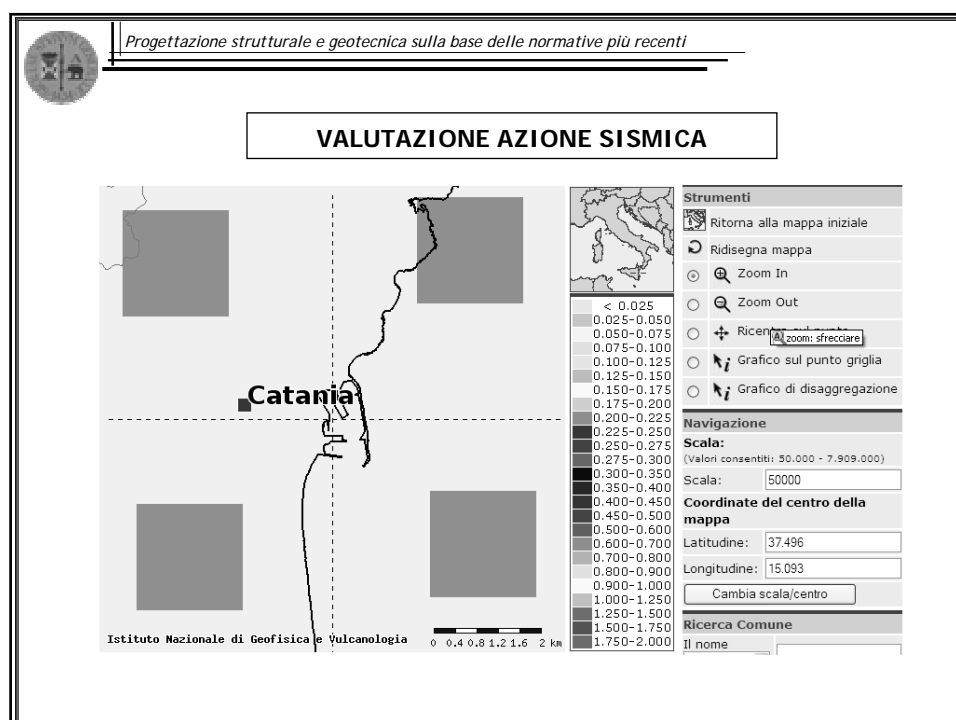 Progettazione strutturale e geotecnica sulla base delle normative più recenti
VALUTAZIONE AZIONE SISMICA
Catania
Istituto Nazionale di Geofisica e Vulcanologia
0 0.4 0.8 1.2 1.6 2 km
< 0.025
0.025-0.050
0.050-0.075
0.075-0.100
0.100-0.125
0.125-0.150
0.150-0.175
0.175-0.200
0.200-0.225
0.225-0.250
0.250-0.275
0.275-0.300
0.300-0.350
0.350-0.400
0.400-0.450
0.450-0.500
0.500-0.600
0.600-0.700
0.700-0.800
0.800-0.900
0.900-1.000
1.000-1.250
1.250-1.500
1.500-1.750
1.750-2.000
Strumenti
Ritorna alla mappa iniziale
Ridisegna mappa
Zoom In
Zoom Out
zoom: sfrecciare
Grafico sul punto griglia
Grafico di disaggregazione
Navigazione
Scala:
(Valori consentiti: 50.000 - 7.909.000)
Scala: 50000
Coordinate del centro della
mappa
Latitudine: 37.496
Longitudine: 15.093
Cambia scala/centro
Ricerca Comune
Il nome